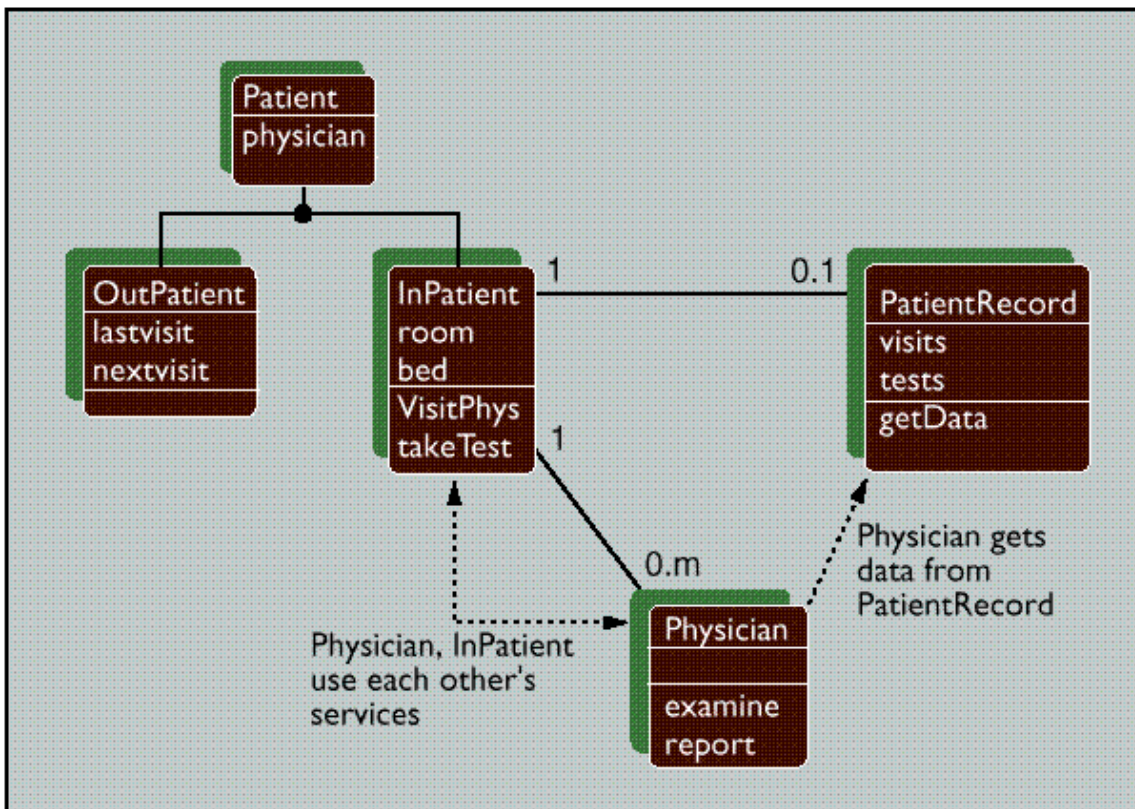 Patient
physician
OutPatient
lastvisit
nextvisit
InPatient
room
bed
VisitPhys
takeTest
1
0.1
PatientRecord
visits
tests
getData
1
0.m
Physician gets
data from
PatientRecord
Physician, InPatient
use each other's
services
Physician
examine
report